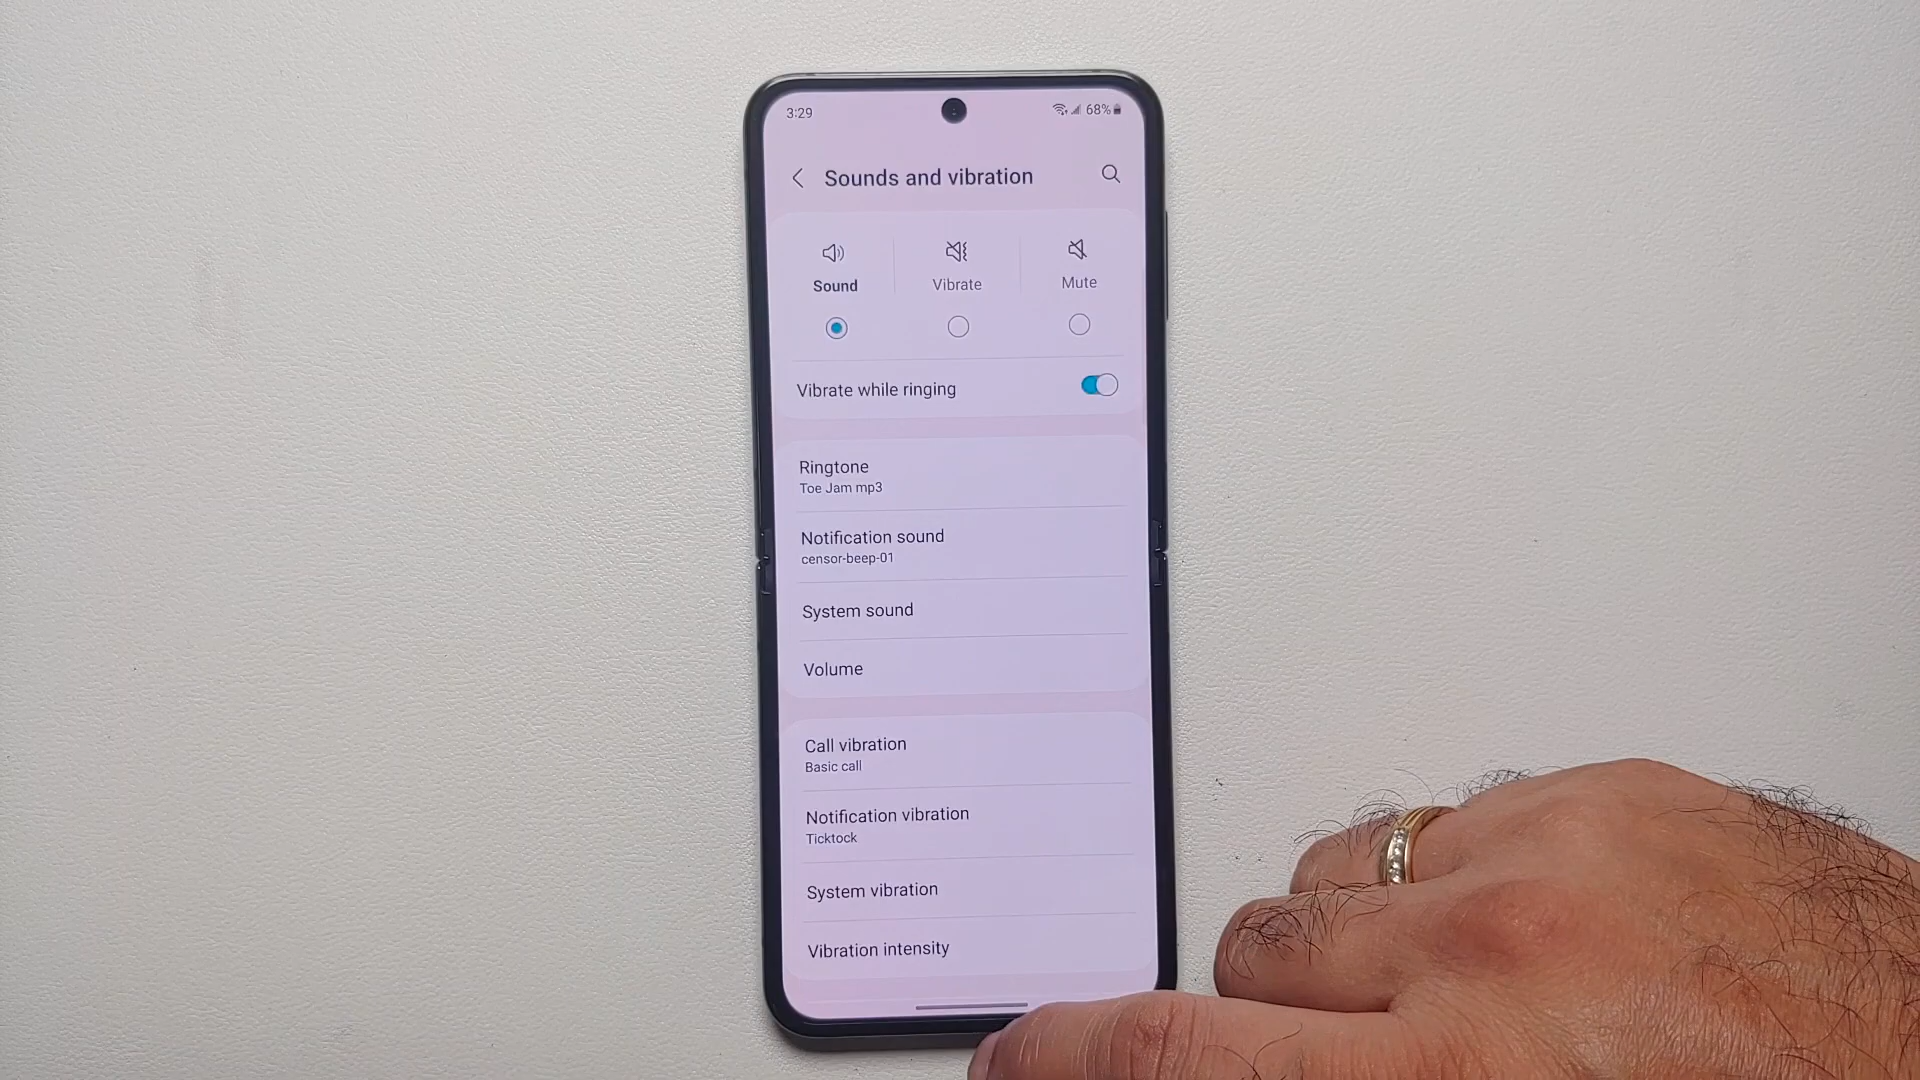 3:29
68%
Sounds and vibration
Sound
Vibrate
Mute
Vibrate while ringing
Ringtone
Toe Jam mp3
Notification sound
censor-beep-01
System sound
Volume
Call vibration
Basic call
Notification vibration
Ticktock
System vibration
Vibration intensity